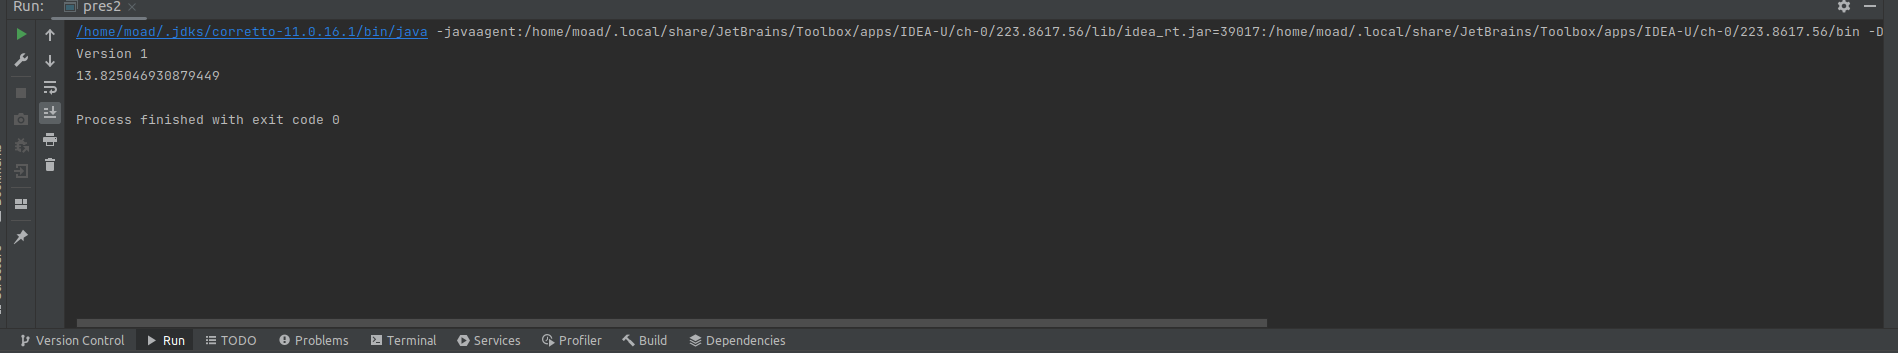 Run: pres2
/home/moad/.jdks/corretto-11.0.16.1/bin/java -javaagent:/home/moad/.local/share/JetBrains/Toolbox/apps/IDEA-U/ch-0/223.8617.56/lib/idea_rt.jar=39017:/home/moad/.local/share/JetBrains/Toolbox/apps/IDEA-U/ch-0/223.8617.56/bin -D
Version 1
13.825046930879449
Process finished with exit code 0
Version Control Run TODO Problems Terminal Services Profiler Build Dependencies